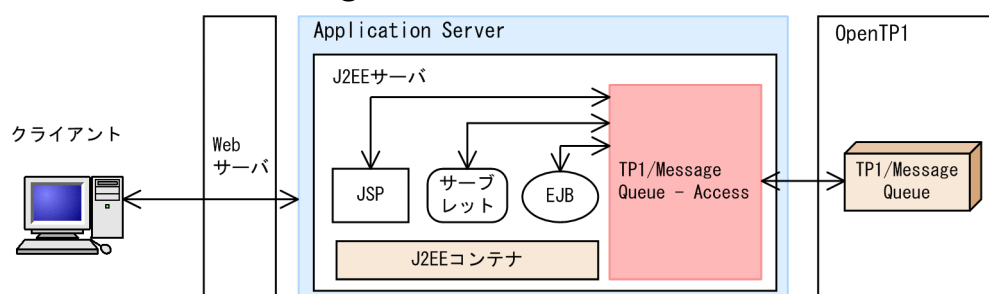 Application Server
OpenTP1
J2EEサーバ
クライアント
Web
サーバ
JSP
サーブ
レット
EJB
TP1/Message
Queue - Access
TP1/Message
Queue
J2EEコンテナ